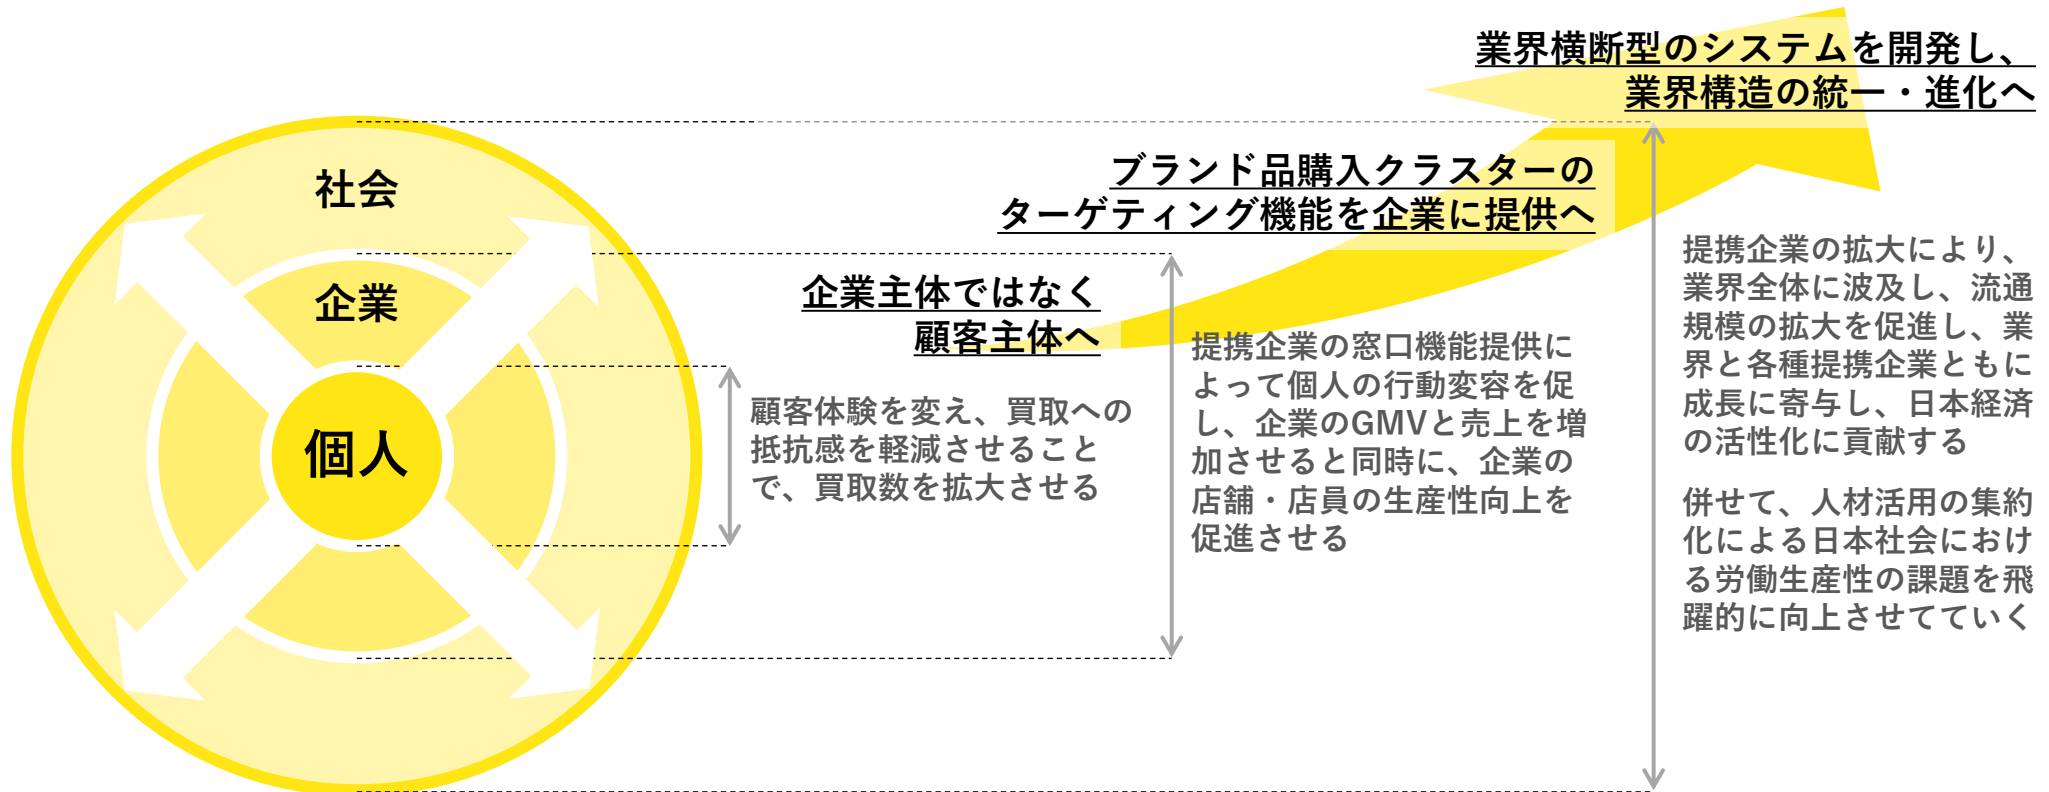 業界横断型のシステムを開発し、
業界構造の統一・進化へ
ブランド品購入クラスターの
ターゲティング機能を企業に提供へ
企業主体ではなく
顧客主体へ
社会
企業
個人
顧客体験を変え、買取への
抵抗感を軽減させること
で、買取数を拡大させる
提携企業の窓口機能提供に
よって個人の行動変容を促
し、企業のGMVと売上を増
加させると同時に、企業の
店舗・店員の生産性向上を
促進させる
提携企業の拡大により、
業界全体に波及し、流通
規模の拡大を促進し、業
界と各種提携企業ともに
成長に寄与し、日本経済
の活性化に貢献する
併せて、人材活用の集約
化による日本社会におけ
る労働生産性の課題を飛
躍的に向上させてていく